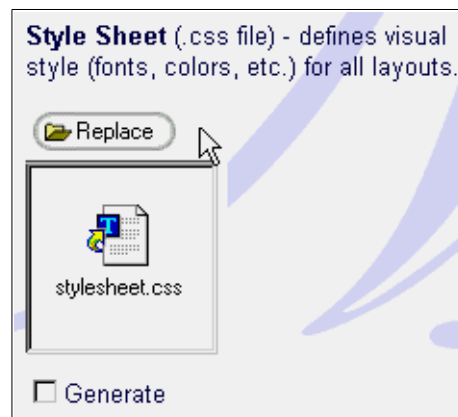 Style Sheet (.css file) - defines visual
style (fonts, colors, etc.) for all layouts.
Replace
T
stylesheet.css
Generate